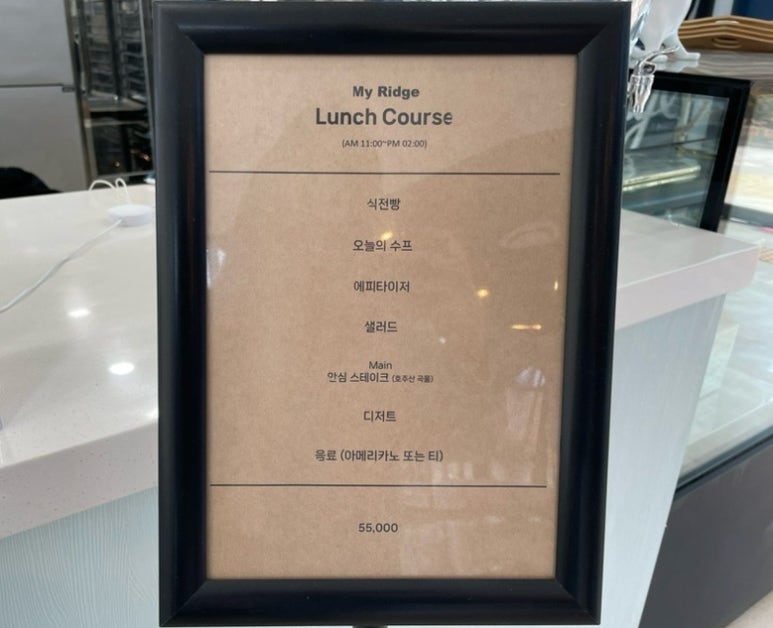 My Ridge
Lunch Course
(AM 11:00~PM 02:00)
식전빵
오늘의 수프
에피타이저
샐러드
Main
안심 스테이크 (호주산 곡물)
디저트
음료 (아메리카노 또는 티)
55,000